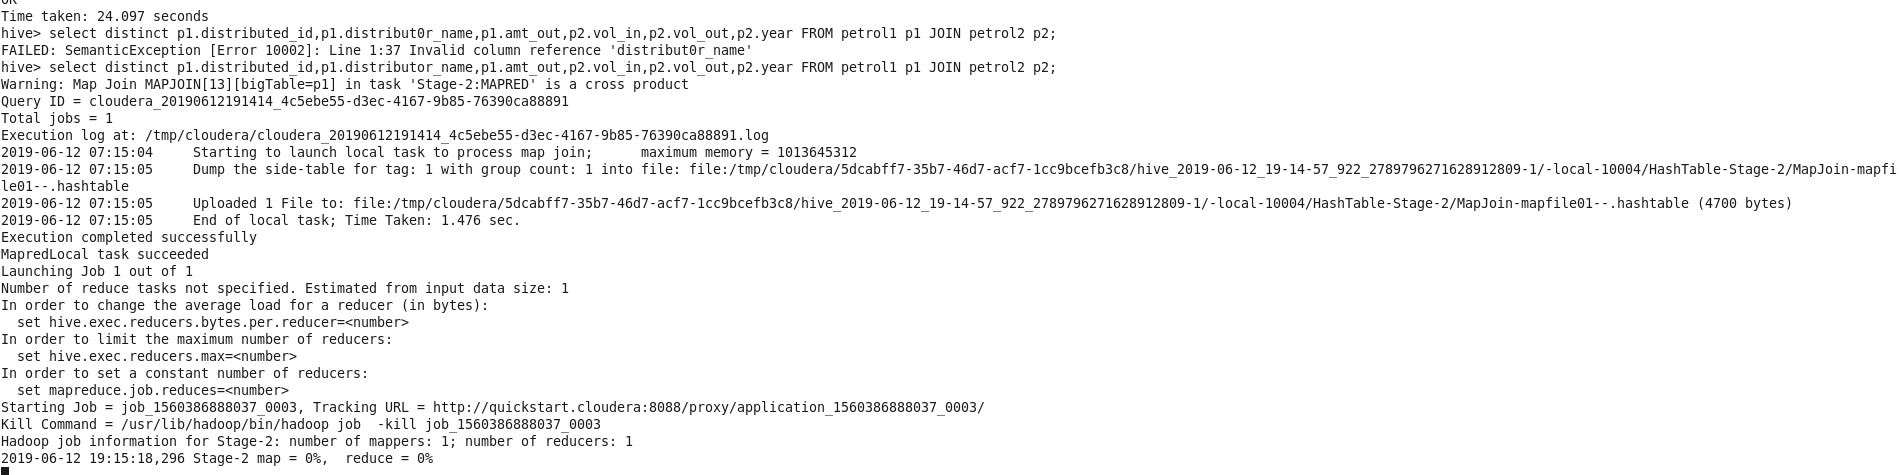 OK
Time taken: 24.097 seconds
hive> select distinct p1.distributed_id,p1.distribut0r_name,p1.amt_out,p2.vol_in,p2.vol_out,p2.year FROM petrol1 p1 JOIN petrol2 p2;
FAILED: SemanticException [Error 10002]: Line 1:37 Invalid column reference 'distribut0r_name'
hive> select distinct p1.distributed_id,p1.distributor_name,p1.amt_out,p2.vol_in,p2.vol_out,p2.year FROM petrol1 p1 JOIN petrol2 p2;
Warning: Map Join MAPJOIN[13][bigTable=p1] in task 'Stage-2:MAPRED' is a cross product
Query ID = cloudera_20190612191414_4c5ebe55-d3ec-4167-9b85-76390ca88891
Total jobs = 1
Execution log at: /tmp/cloudera/cloudera_20190612191414_4c5ebe55-d3ec-4167-9b85-76390ca88891.log
2019-06-12 07:15:04     Starting to launch local task to process map join;      maximum memory = 1013645312
2019-06-12 07:15:05     Dump the side-table for tag: 1 with group count: 1 into file: file:/tmp/cloudera/5dcabff7-35b7-46d7-acf7-1cc9bcefb3c8/hive_2019-06-12_19-14-57_922_2789796271628912809-1/-local-10004/HashTable-Stage-2/MapJoin-mapfi
le01--.hashtable
2019-06-12 07:15:05     Uploaded 1 File to: file:/tmp/cloudera/5dcabff7-35b7-46d7-acf7-1cc9bcefb3c8/hive_2019-06-12_19-14-57_922_2789796271628912809-1/-local-10004/HashTable-Stage-2/MapJoin-mapfile01--.hashtable (4700 bytes)
2019-06-12 07:15:05     End of local task; Time Taken: 1.476 sec.
Execution completed successfully
MapredLocal task succeeded
Launching Job 1 out of 1
Number of reduce tasks not specified. Estimated from input data size: 1
In order to change the average load for a reducer (in bytes):
  set hive.exec.reducers.bytes.per.reducer=<number>
In order to limit the maximum number of reducers:
  set hive.exec.reducers.max=<number>
In order to set a constant number of reducers:
  set mapreduce.job.reduces=<number>
Starting Job = job_1560386888037_0003, Tracking URL = http://quickstart.cloudera:8088/proxy/application_1560386888037_0003/
Kill Command = /usr/lib/hadoop/bin/hadoop job  -kill job_1560386888037_0003
Hadoop job information for Stage-2: number of mappers: 1; number of reducers: 1
2019-06-12 19:15:18,296 Stage-2 map = 0%,  reduce = 0%